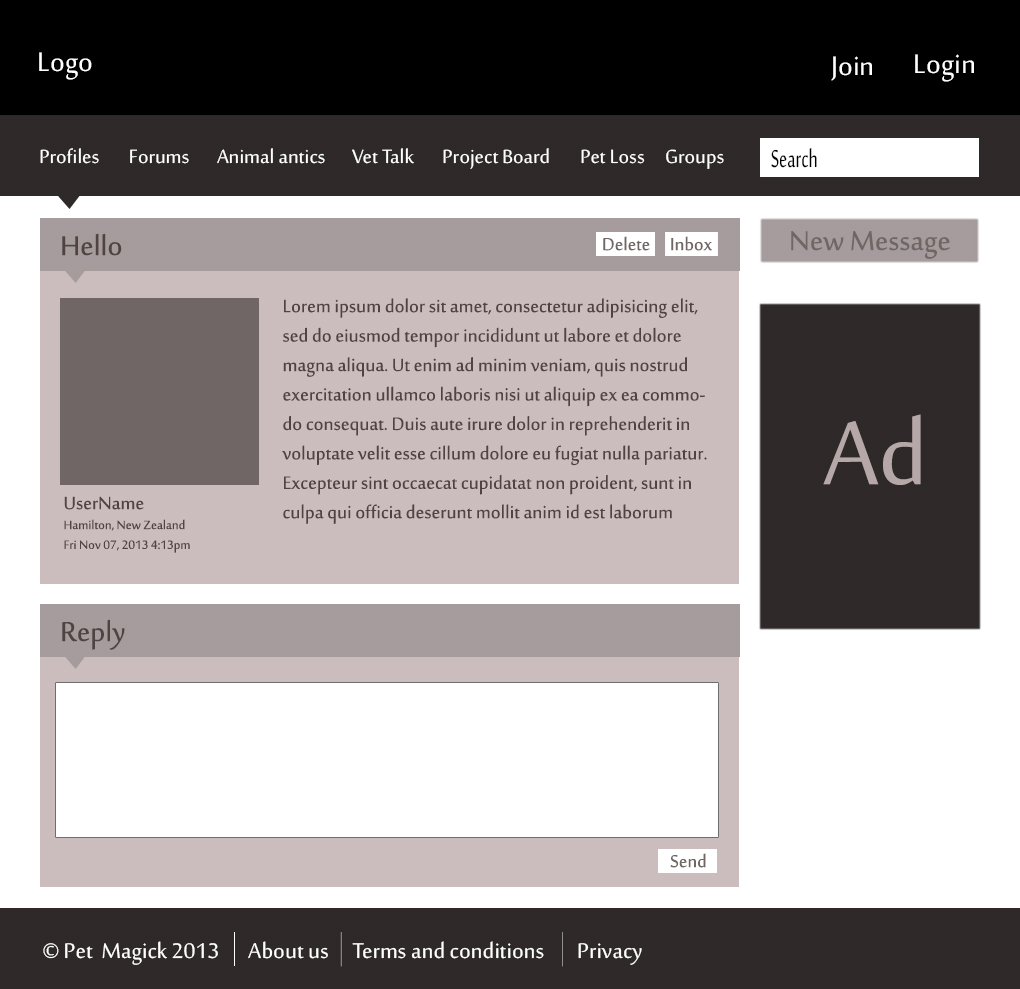 Logo
Join Login
Profiles Forums Animal antics Vet Talk Project Board Pet Loss Groups Search
Hello Delete Inbox
New Message
Lorem ipsum dolor sit amet, consectetur adipisicing elit,
sed do eiusmod tempor incididunt ut labore et dolore
magna aliqua. Ut enim ad minim veniam, quis nostrud
exercitation ullamco laboris nisi ut aliquip ex ea commo-
do consequat. Duis aute irure dolor in reprehenderit in
voluptate velit esse cillum dolore eu fugiat nulla pariatur.
Excepteur sint occaecat cupidatat non proident, sunt in
culpa qui officia deserunt mollit anim id est laborum
UserName
Hamilton, New Zealand
Fri Nov 07, 2013 4:13pm
Ad
Reply
Send
© Pet Magick 2013 About us Terms and conditions Privacy